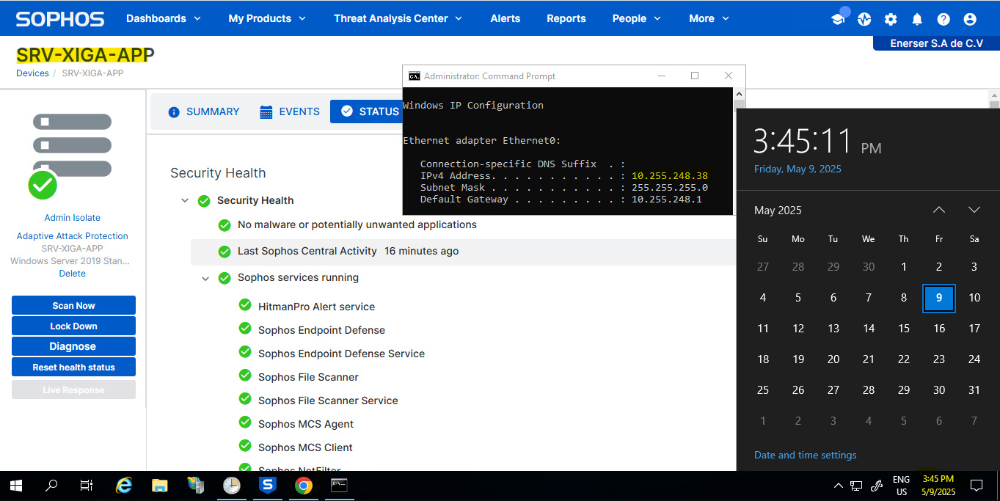 SOPHOS Dashboards My Products Threat Analysis Center Alerts Reports People More
Enerser S.A de C.V
SRV-XIGA-APP
Devices / SRV-XIGA-APP
Admin Isolate
Adaptive Attack Protection
SRV-XIGA-APP
Windows Server 2019 Stan...
Delete
Scan Now
Lock Down
Diagnose
Reset health status
Live Response
SUMMARY EVENTS STATUS
Security Health
Security Health
No malware or potentially unwanted applications
Last Sophos Central Activity 16 minutes ago
Sophos services running
HitmanPro Alert service
Sophos Endpoint Defense
Sophos Endpoint Defense Service
Sophos File Scanner
Sophos File Scanner Service
Sophos MCS Agent
Sophos MCS Client
Sophos NetFilter
Administrator: Command Prompt
Windows IP Configuration
Ethernet adapter Ethernet0:
Connection-specific DNS Suffix . :
IPv4 Address. . . . . . . . . . . : 10.255.248.38
Subnet Mask . . . . . . . . . . . : 255.255.255.0
Default Gateway . . . . . . . . . : 10.255.248.1
3:45:11 PM
Friday, May 9, 2025
May 2025
Su Mo Tu We Th Fr Sa
27 28 29 30 1 2 3
4 5 6 7 8 9 10
11 12 13 14 15 16 17
18 19 20 21 22 23 24
25 26 27 28 29 30 31
1 2 3 4 5 6 7
Date and time settings
ENG
US
3:45 PM
5/9/2025